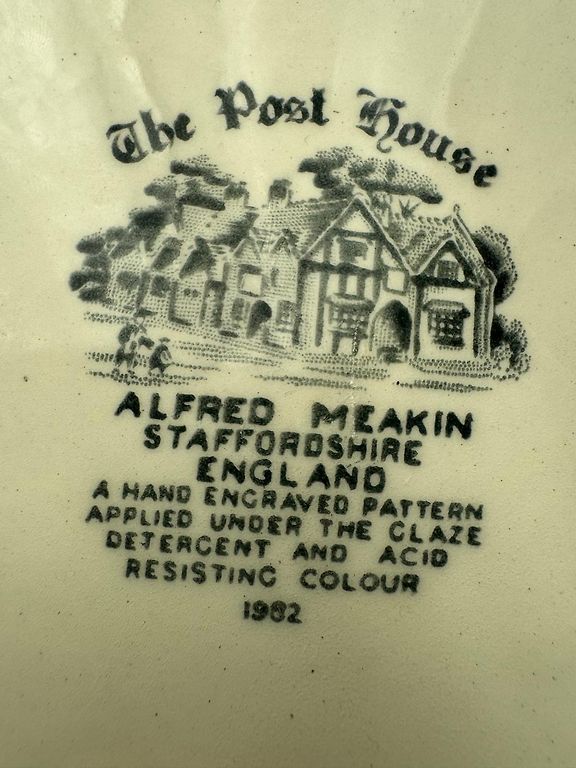 The Post House
ALFRED MEAKIN
STAFFORDSHIRE
ENGLAND
A HAND ENGRAVED PATTERN
APPLIED UNDER THE GLAZE
DETERGENT AND ACID
RESISTING COLOUR
1982